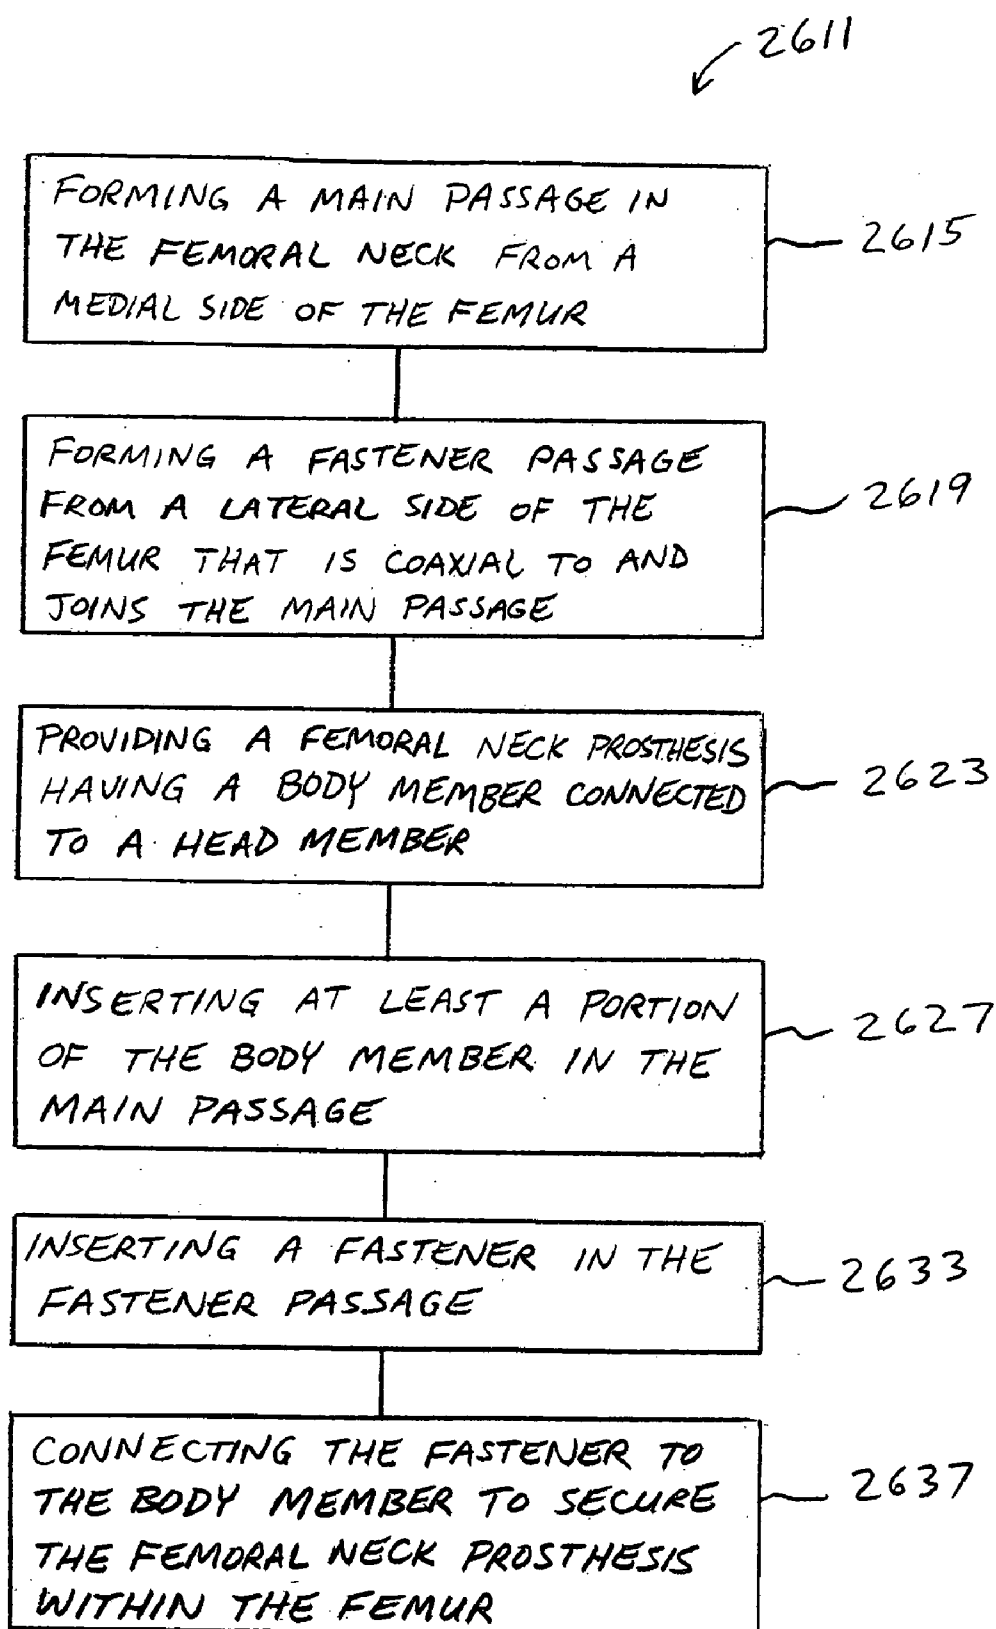 2611
FORMING A MAIN PASSAGE IN
THE FEMORAL NECK FROM A
MEDIAL SIDE OF THE FEMUR
2615
FORMING A FASTENER PASSAGE
FROM A LATERAL SIDE OF THE
FEMUR THAT IS COAXIAL TO AND
JOINS THE MAIN PASSAGE
2619
PROVIDING A FEMORAL NECK PROSTHESIS
HAVING A BODY MEMBER CONNECTED
TO A HEAD MEMBER
2623
INSERTING AT LEAST A PORTION
OF THE BODY MEMBER IN THE
MAIN PASSAGE
2627
INSERTING A FASTENER IN THE
FASTENER PASSAGE
2633
CONNECTING THE FASTENER TO
THE BODY MEMBER TO SECURE
THE FEMORAL NECK PROSTHESIS
WITHIN THE FEMUR
2637